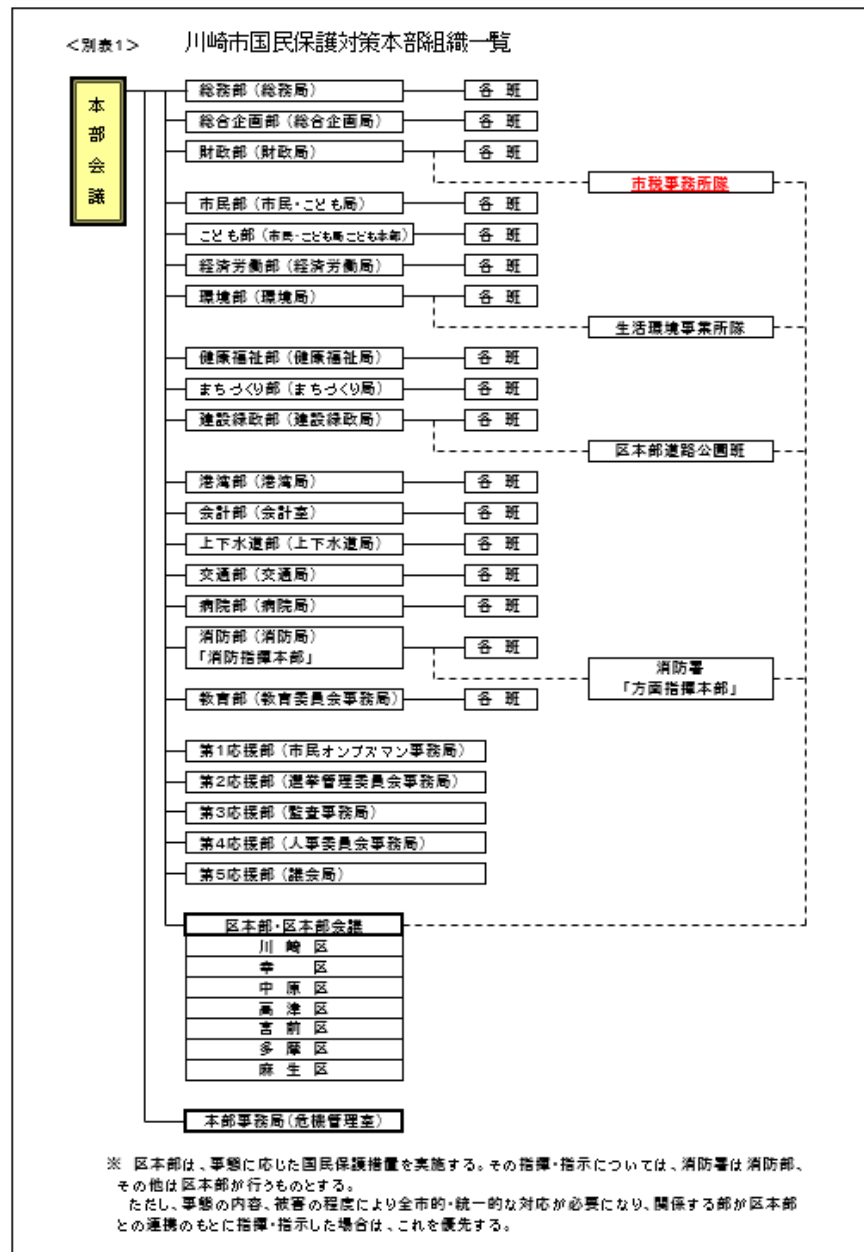 ＜別表1＞　川崎市国民保護対策本部組織一覧
本部会議
総務部（総務局）　各 班
総合企画部（総合企画局）　各 班
財政部（財政局）　各 班
市税事務所隊
市民部（市民・こども局）　各 班
こども部（市民・こども局こども本部）　各 班
経済労働部（経済労働局）　各 班
環境部（環境局）　各 班
生活環境事業所隊
健康福祉部（健康福祉局）　各 班
まちづくり部（まちづくり局）　各 班
建設緑政部（建設緑政局）　各 班
区本部道路公園班
港湾部（港湾局）　各 班
会計部（会計室）　各 班
上下水道部（上下水道局）　各 班
交通部（交通局）　各 班
病院部（病院局）　各 班
消防部（消防局）　各 班
「消防指揮本部」
消防署
「方面指揮本部」
教育部（教育委員会事務局）　各 班
第1応援部（市民オンブズマン事務局）
第2応援部（選挙管理委員会事務局）
第3応援部（監査事務局）
第4応援部（人事委員会事務局）
第5応援部（議会局）
区本部・区本部会議
川 崎 区
幸 区
中 原 区
高 津 区
宮 前 区
多 摩 区
麻 生 区
本部事務局（危機管理室）
※ 区本部は、事態に応じた国民保護措置を実施する。その指揮・指示については、消防署は消防部、
その他は区本部が行うものとする。
ただし、事態の内容、被害の程度により全市的・統一的な対応が必要になり、関係する部が区本部
との連携のもとに指揮・指示した場合は、これを優先する。